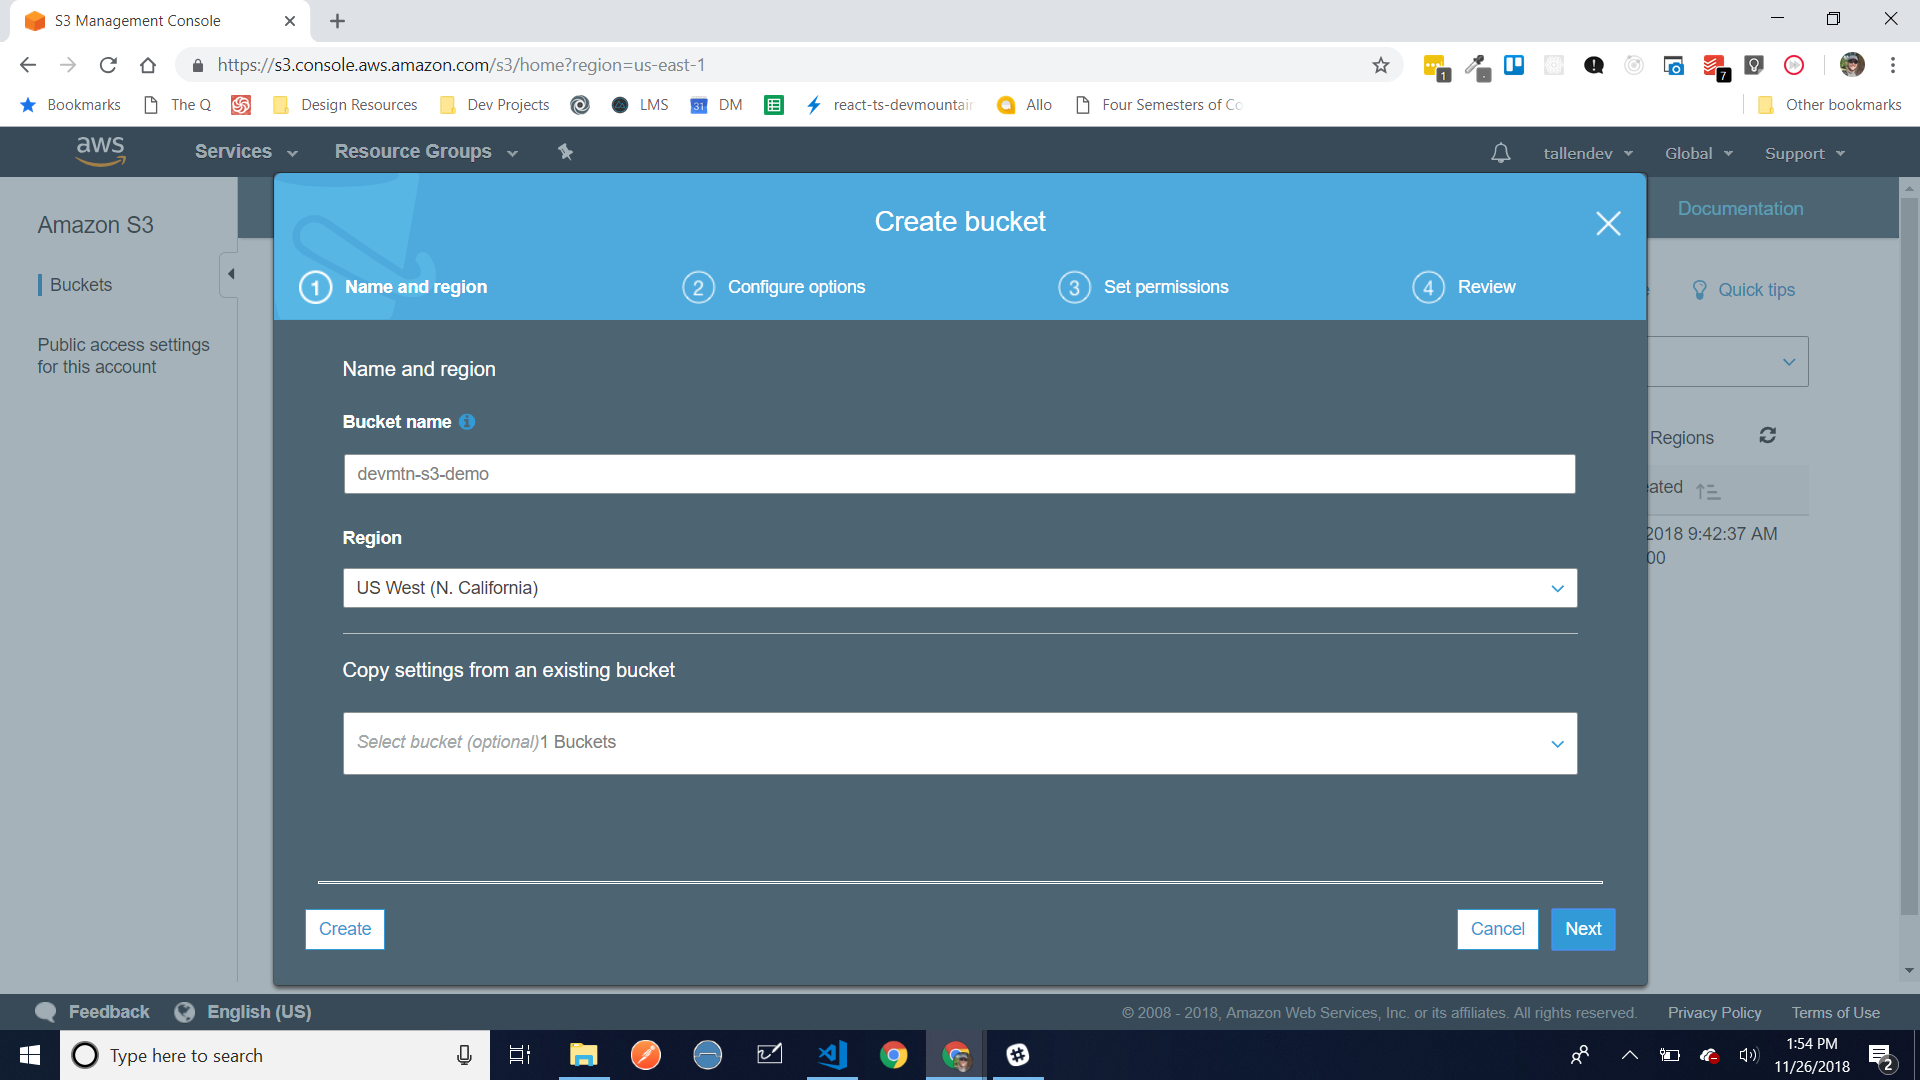 S3 Management Console
https://s3.console.aws.amazon.com/s3/home?region=us-east-1
1
7
Bookmarks
The Q
Design Resources
Dev Projects
LMS
31
DM
react-ts-devmountain
Allo
Four Semesters of Co
Other bookmarks
aws
Services
Resource Groups
tallendev
Global
Support
Amazon S3
Buckets
Public access settings
for this account
Documentation
Quick tips
Regions
eated
2018 9:42:37 AM
00
Create bucket
1 Name and region
2 Configure options
3 Set permissions
4 Review
Name and region
Bucket name
devmtn-s3-demo
Region
US West (N. California)
Copy settings from an existing bucket
Select bucket (optional)1 Buckets
Create
Cancel
Next
Feedback
English (US)
© 2008 - 2018, Amazon Web Services, Inc. or its affiliates. All rights reserved.
Privacy Policy
Terms of Use
Type here to search
1:54 PM
11/26/2018
2